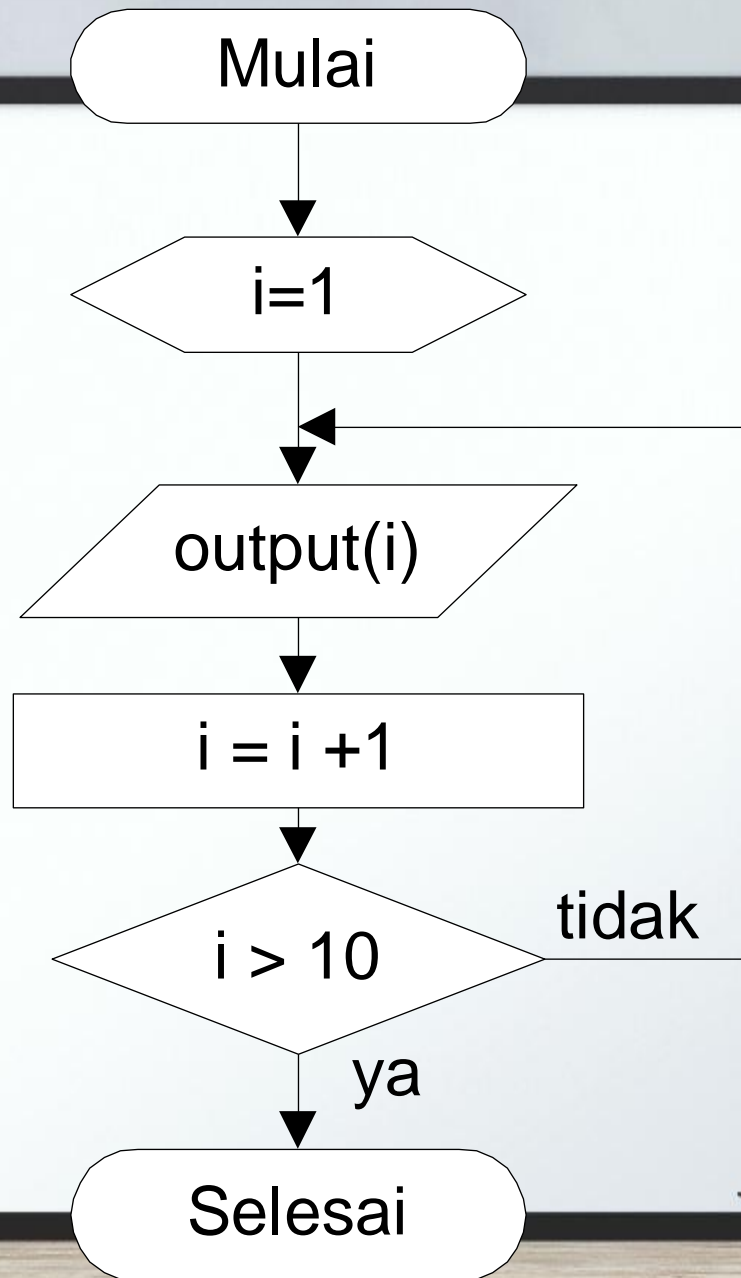 Mulai
i=1
output(i)
i = i +1
i > 10
tidak
ya
Selesai